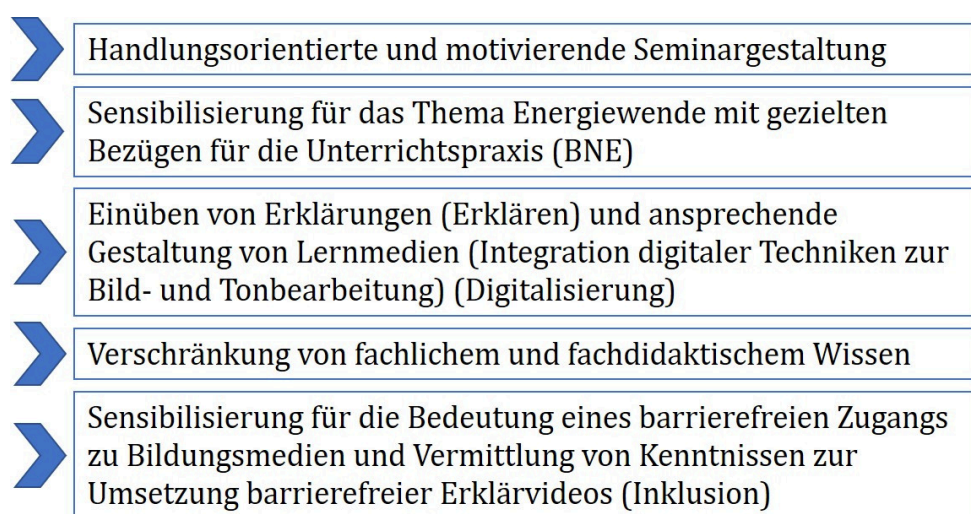 Handlungsorientierte und motivierende Seminargestaltung
Sensibilisierung für das Thema Energiewende mit gezielten
Bezügen für die Unterrichtspraxis (BNE)
Einüben von Erklärungen (Erklären) und ansprechende
Gestaltung von Lernmedien (Integration digitaler Techniken zur
Bild- und Tonbearbeitung) (Digitalisierung)
Verschränkung von fachlichem und fachdidaktischem Wissen
Sensibilisierung für die Bedeutung eines barrierefreien Zugangs
zu Bildungsmedien und Vermittlung von Kenntnissen zur
Umsetzung barrierefreier Erklärvideos (Inklusion)